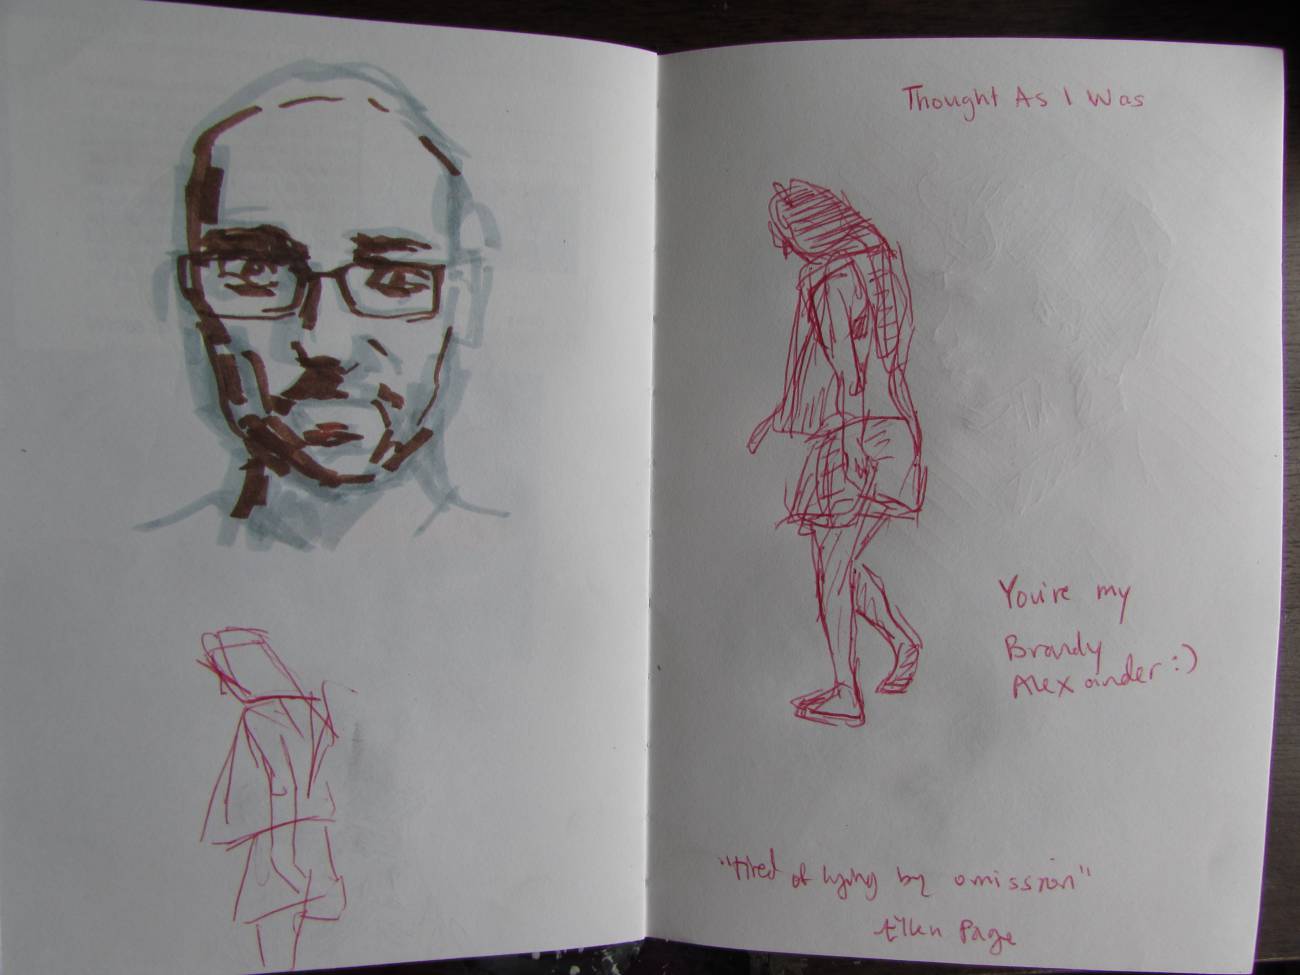 Thought As I Was
You're my
Brandy
Alexander :)
"tired of lying by omission"
Ellen Page